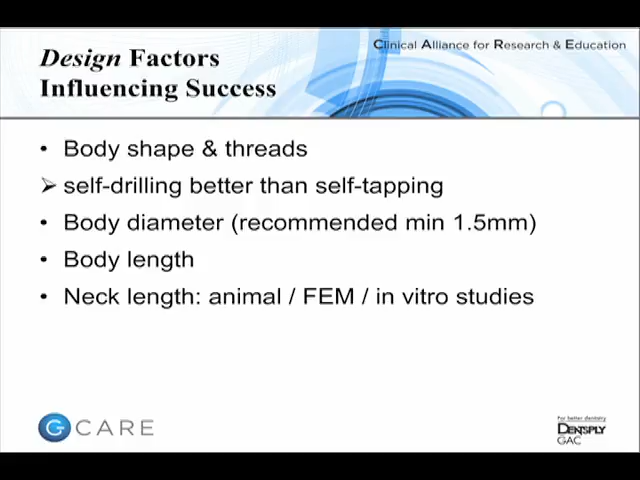 Clinical Alliance for Research & Education
Design Factors
Influencing Success
• Body shape & threads
➢ self-drilling better than self-tapping
• Body diameter (recommended min 1.5mm)
• Body length
• Neck length: animal / FEM / in vitro studies
G CARE
For better dentistry
DENTSPLY
GAC